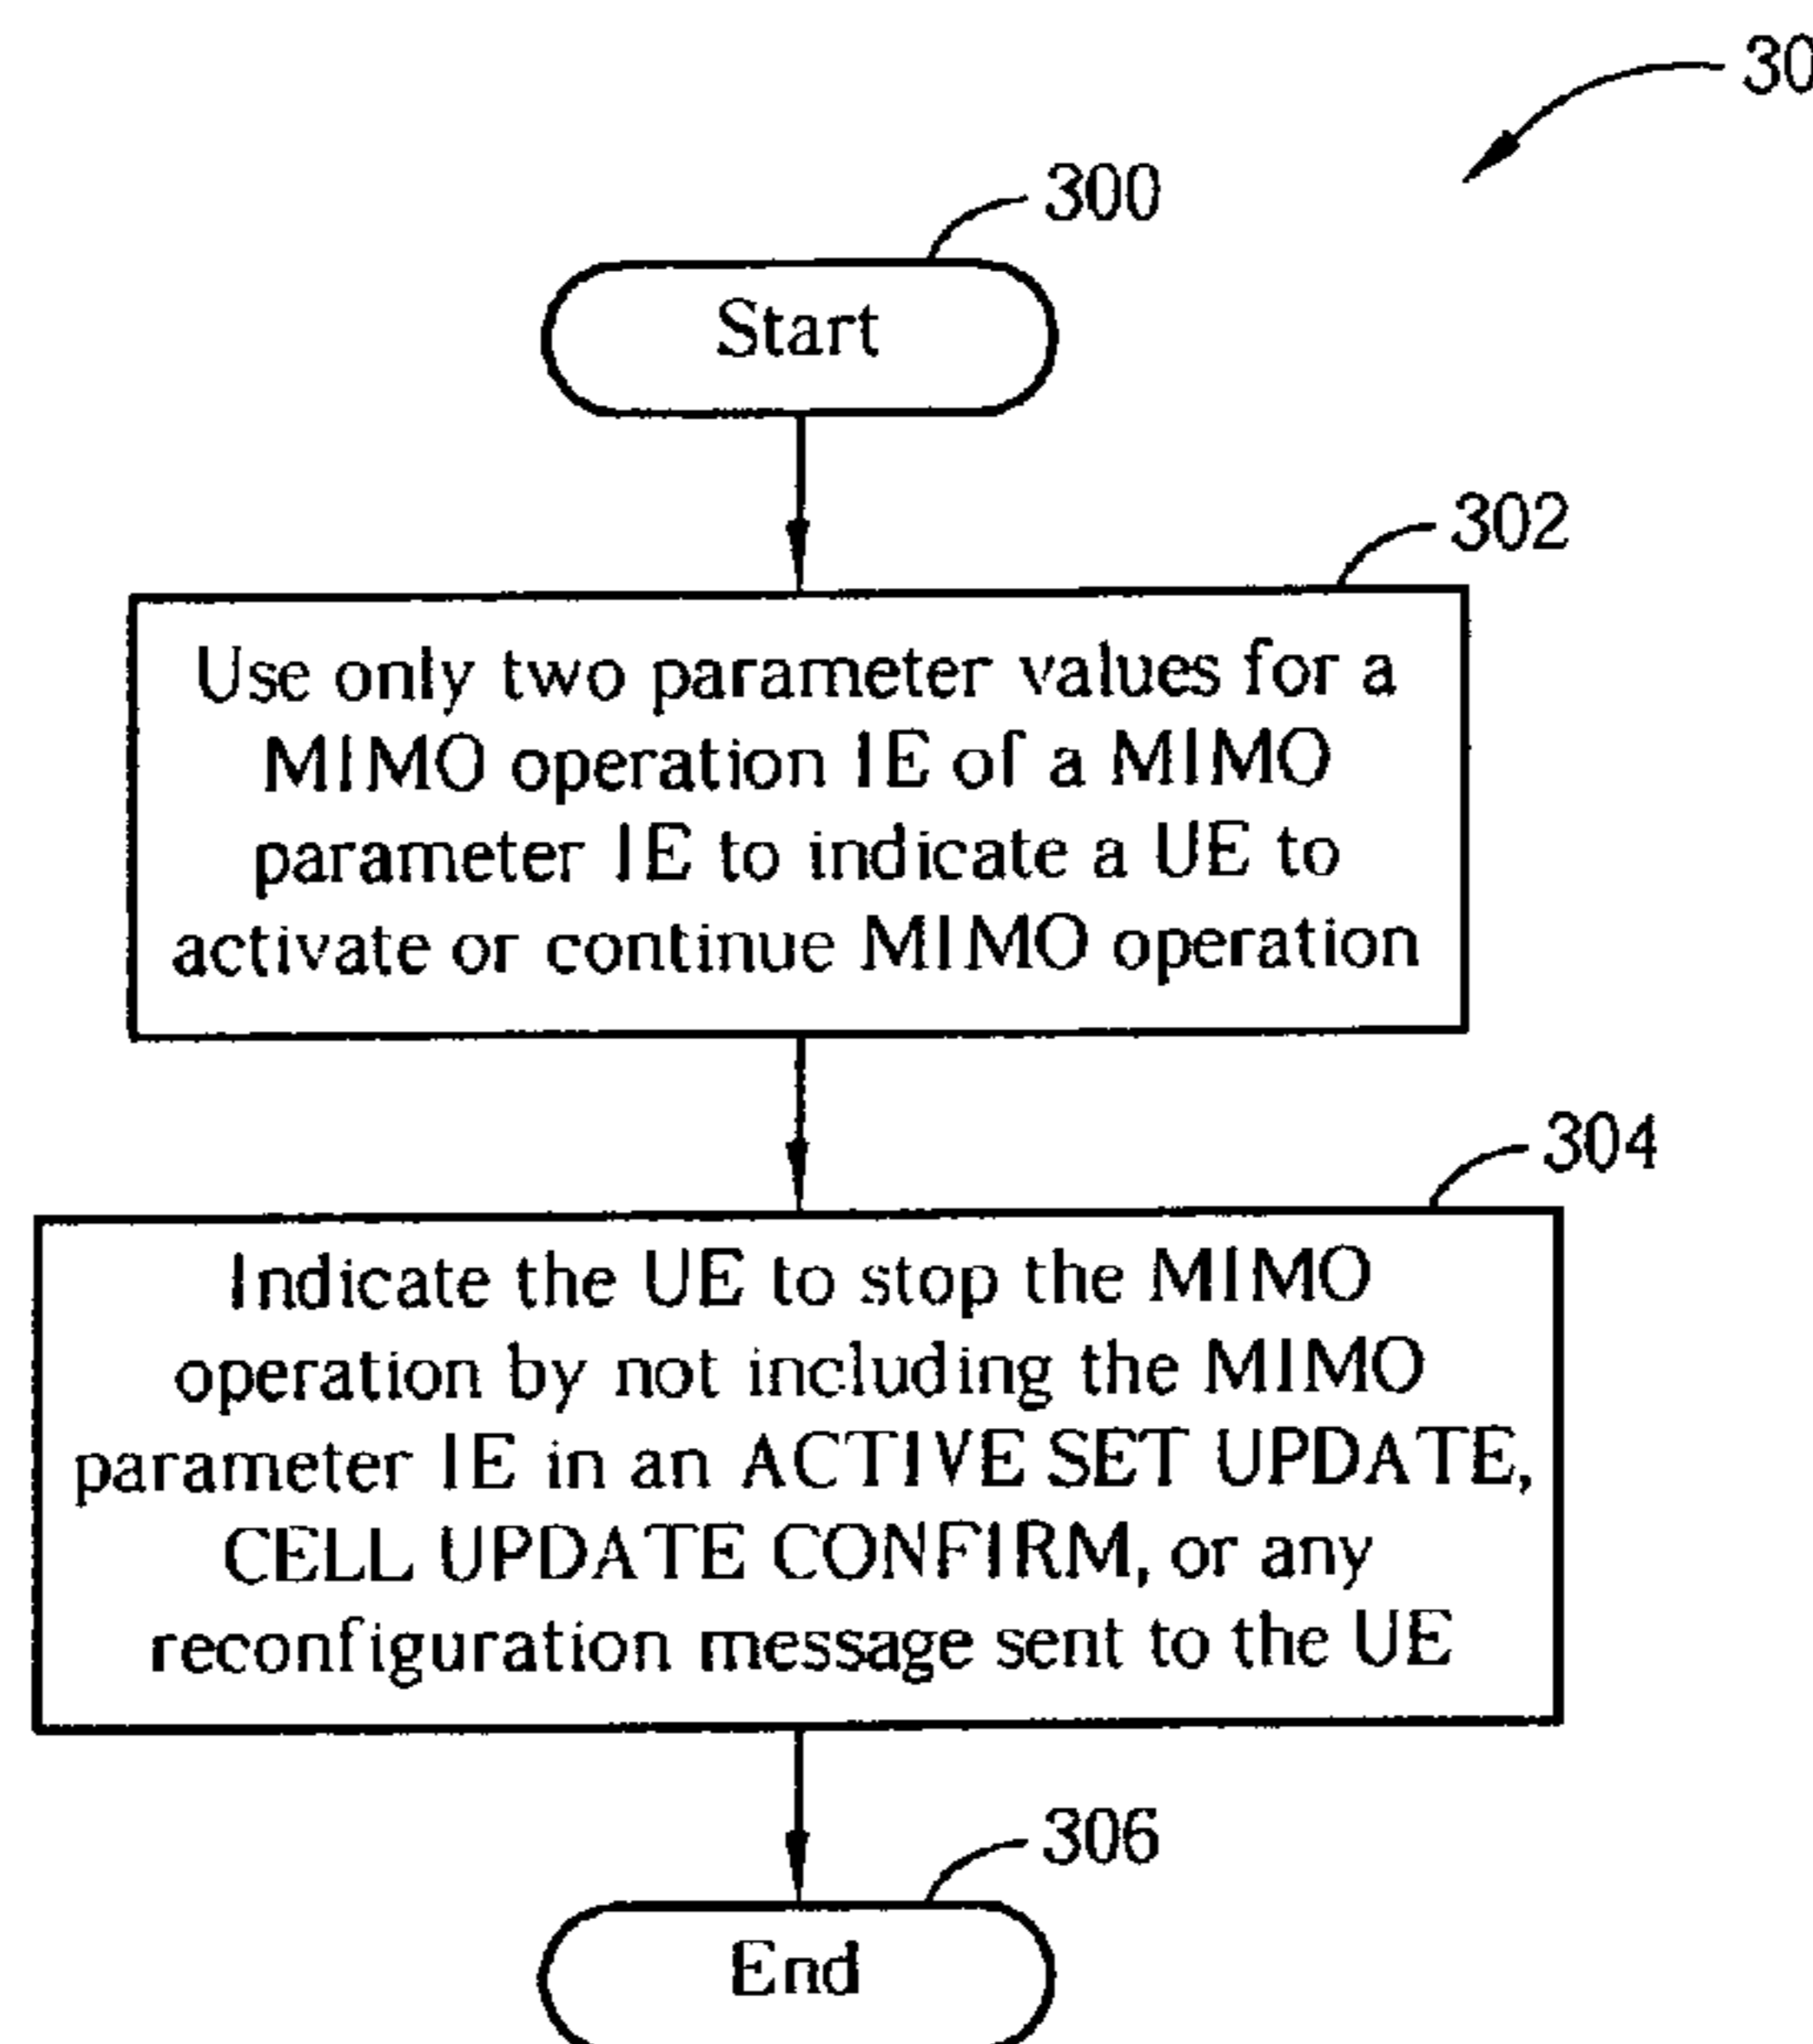 30
300
Start
302
Use only two parameter values for a
MIMO operation IE of a MIMO
parameter IE to indicate a UE to
activate or continue MIMO operation
304
Indicate the UE to stop the MIMO
operation by not including the MIMO
parameter IE in an ACTIVE SET UPDATE,
CELL UPDATE CONFIRM, or any
reconfiguration message sent to the UE
306
End